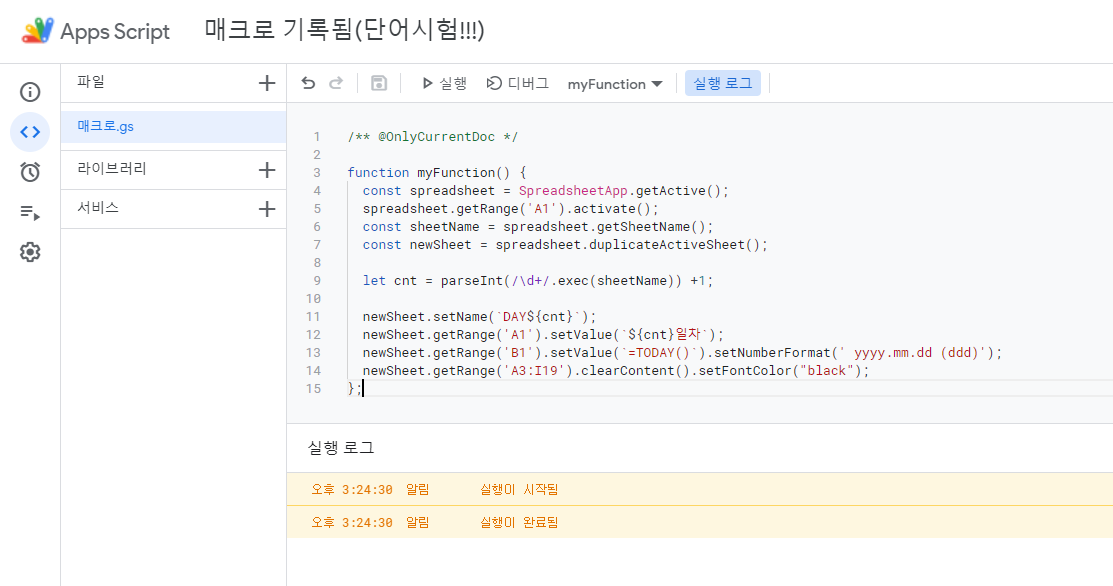 Apps Script 매크로 기록됨(단어시험!!!)
파일
매크로.gs
라이브러리
서비스
실행 디버그 myFunction 실행 로그
1 /** @OnlyCurrentDoc */
2
3 function myFunction() {
4 const spreadsheet = SpreadsheetApp.getActive();
5 spreadsheet.getRange('A1').activate();
6 const sheetName = spreadsheet.getSheetName();
7 const newSheet = spreadsheet.duplicateActiveSheet();
8
9 let cnt = parseInt(/\d+/.exec(sheetName)) +1;
10
11 newSheet.setName(`DAY${cnt}`);
12 newSheet.getRange('A1').setValue(`${cnt}일차`);
13 newSheet.getRange('B1').setValue(`=TODAY()`).setNumberFormat(' yyyy.mm.dd (ddd)');
14 newSheet.getRange('A3:I19').clearContent().setFontColor("black");
15 };
실행 로그
오후 3:24:30 알림 실행이 시작됨
오후 3:24:30 알림 실행이 완료됨